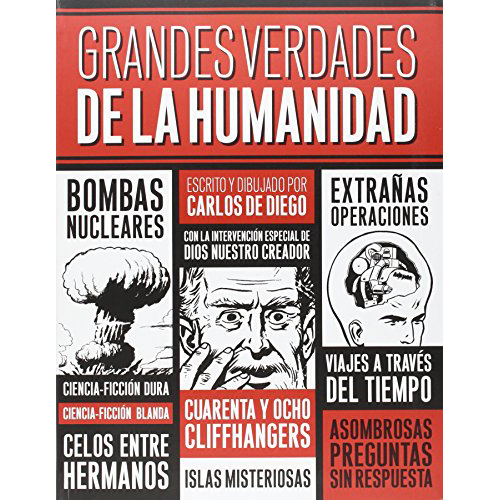 GRANDES VERDADES
DE LA HUMANIDAD
BOMBAS
NUCLEARES
CIENCIA-FICCIÓN DURA
CIENCIA-FICCIÓN BLANDA
CELOS ENTRE
HERMANOS
ESCRITO Y DIBUJADO POR
CARLOS DE DIEGO
CON LA INTERVENCIÓN ESPECIAL DE
DIOS NUESTRO CREADOR
CUARENTA Y OCHO
CLIFFHANGERS
ISLAS MISTERIOSAS
EXTRAÑAS
OPERACIONES
VIAJES A TRAVÉS
DEL TIEMPO
ASOMBROSAS
PREGUNTAS
SIN RESPUESTA